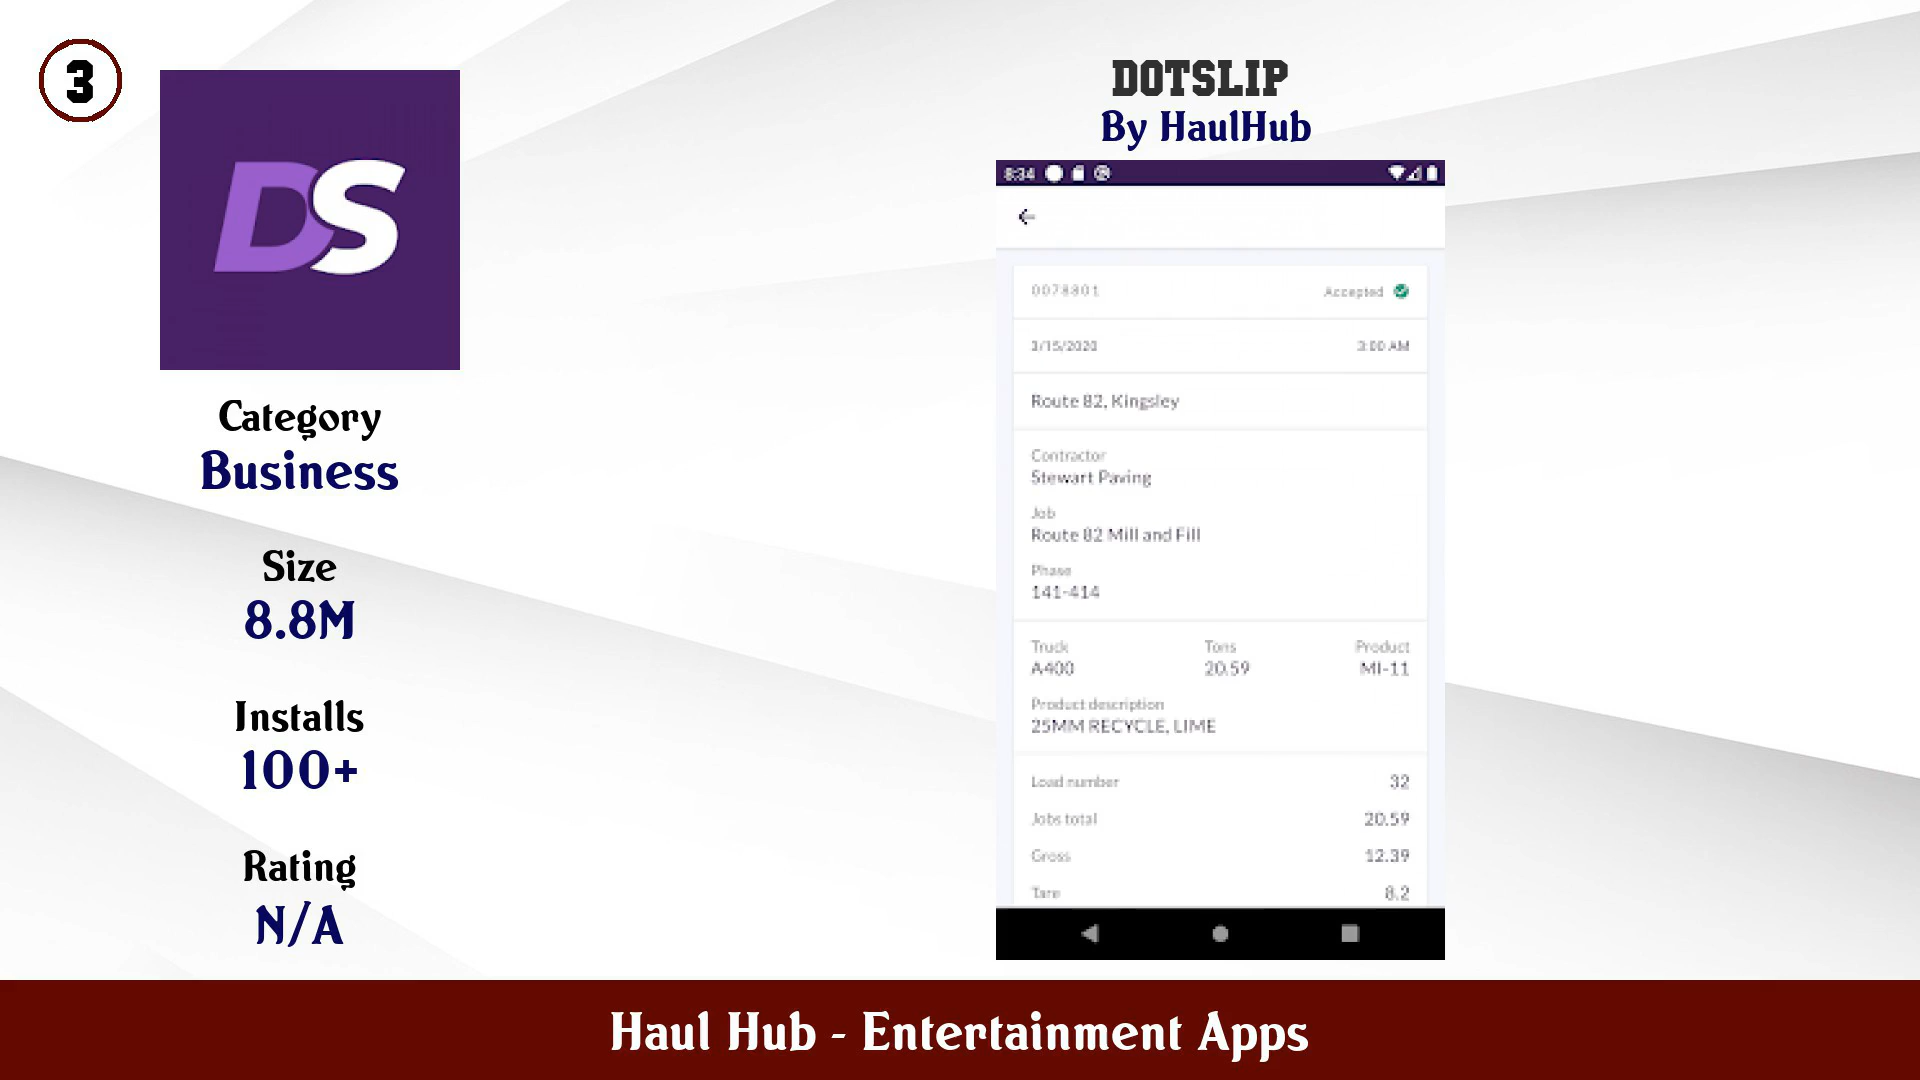 3
DS
Category
Business
Size
8.8M
Installs
100+
Rating
N/A
DOTSLIP
By HaulHub
8:34
0078801 Accepted
3/15/2020 3:00 AM
Route 82, Kingsley
Contractor
Stewart Paving
Job
Route 82 Mill and Fill
Phase
141-414
Truck Tons Product
A400 20.59 MI-11
Product description
25MM RECYCLE, LIME
Load number 32
Jobs total 20.59
Gross 12.39
Tare 8.2
Haul Hub - Entertainment Apps